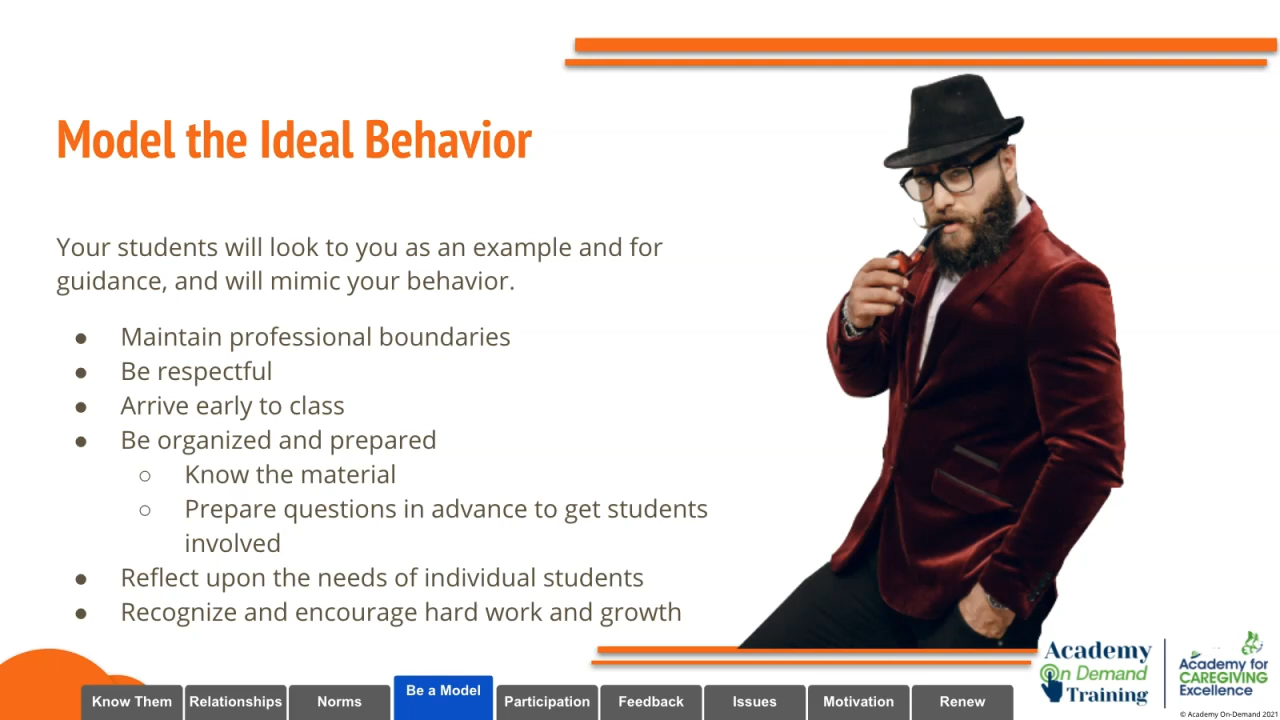 Model the Ideal Behavior
Your students will look to you as an example and for
guidance, and will mimic your behavior.
● Maintain professional boundaries
● Be respectful
● Arrive early to class
● Be organized and prepared
○ Know the material
○ Prepare questions in advance to get students
involved
● Reflect upon the needs of individual students
● Recognize and encourage hard work and growth
Know Them
Relationships
Norms
Be a Model
Participation
Feedback
Issues
Motivation
Renew
Academy
On Demand
Training
Academy for
CAREGIVING
Excellence
© Academy On-Demand 2021